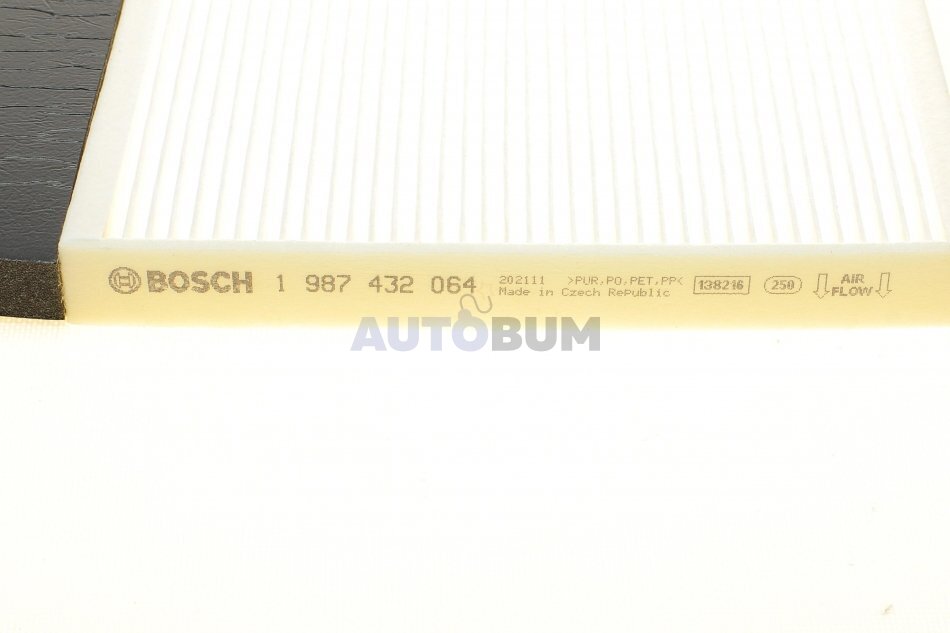 BOSCH 1 987 432 064
202111 >PUR,PO,PET,PP<
Made in Czech Republic
138216
250
AIR
FLOW
AUTOBUM